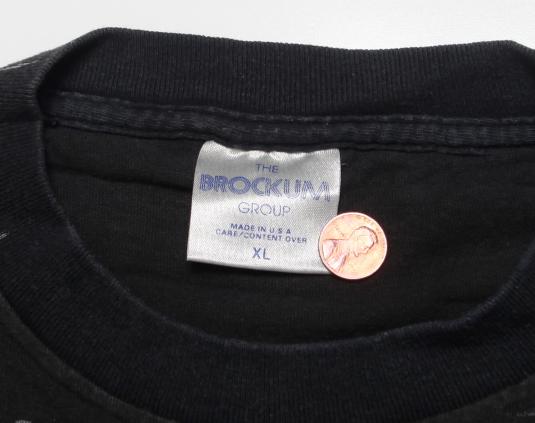 THE
BROCKUM
GROUP
MADE IN U S A
CARE/CONTENT OVER
XL